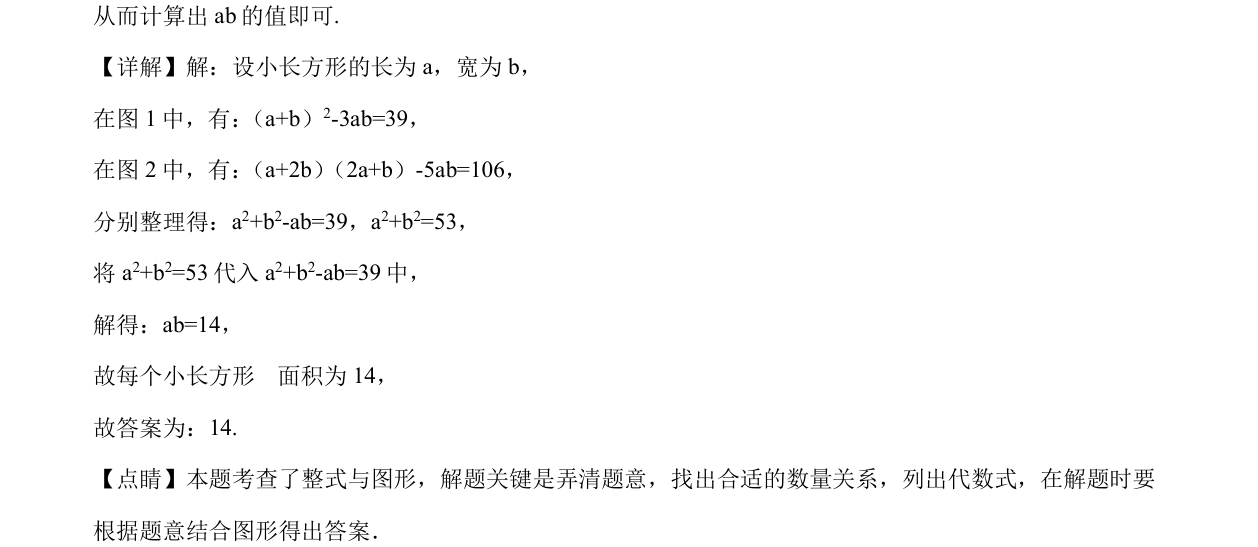 从而计算出 ab 的值即可.
【详解】解：设小长方形的长为 a，宽为 b，
在图 1 中，有：（a+b）²-3ab=39，
在图 2 中，有：（a+2b）（2a+b）-5ab=106，
分别整理得：a²+b²-ab=39，a²+b²=53，
将 a²+b²=53 代入 a²+b²-ab=39 中，
解得：ab=14，
故每个小长方形　面积为 14，
故答案为：14.
【点睛】本题考查了整式与图形，解题关键是弄清题意，找出合适的数量关系，列出代数式，在解题时要
根据题意结合图形得出答案．